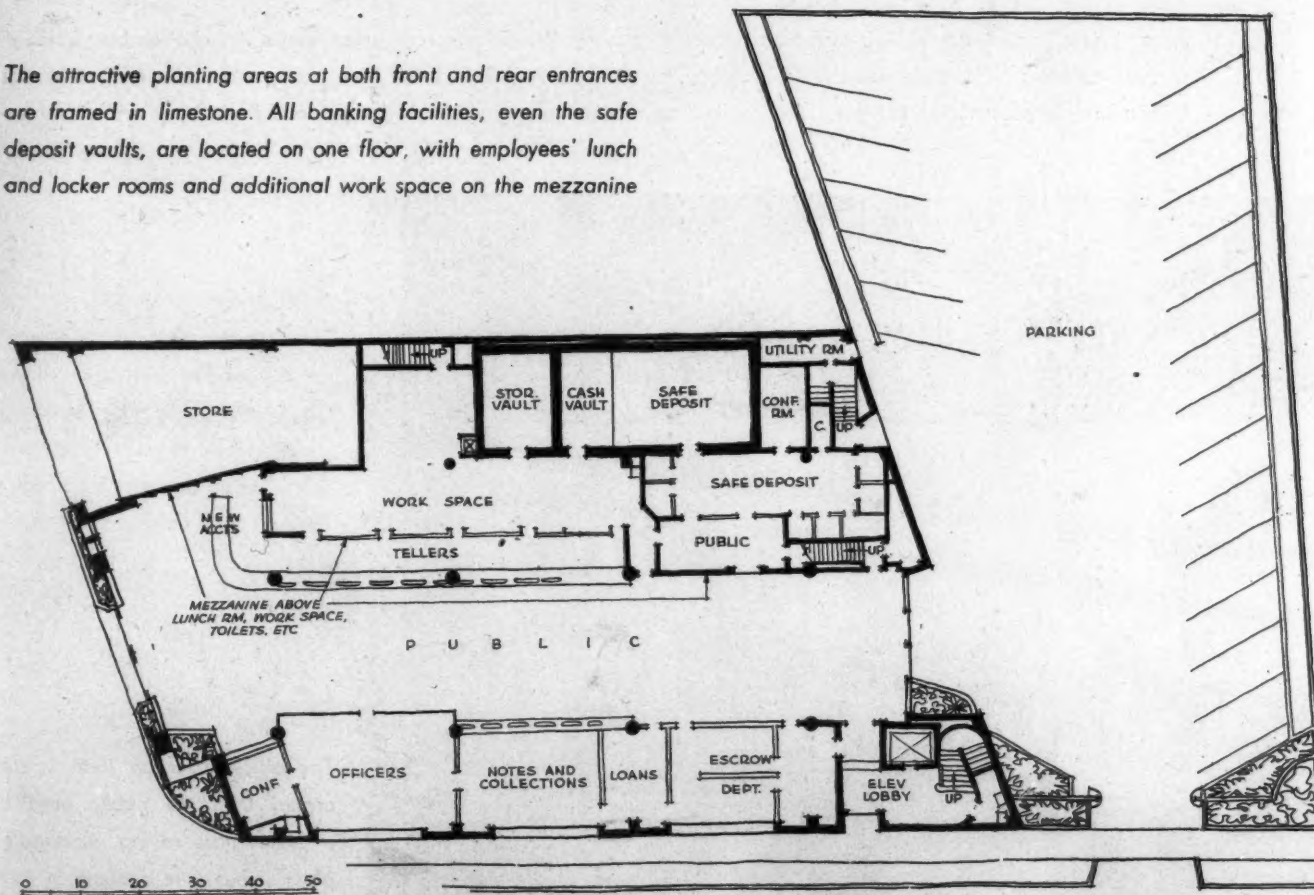 The attractive planting areas at both front and rear entrances
are framed in limestone. All banking facilities, even the safe
deposit vaults, are located on one floor, with employees' lunch
and locker rooms and additional work space on the mezzanine
PARKING
UP
UTILITY RM
STORE
STOR.
VAULT
CASH
VAULT
SAFE
DEPOSIT
CONF.
RM.
C.
UP
WORK SPACE
SAFE DEPOSIT
NEW
ACCTS
TELLERS
PUBLIC
UP
MEZZANINE ABOVE
LUNCH RM, WORK SPACE,
TOILETS, ETC
PUBLIC
CONF.
OFFICERS
NOTES AND
COLLECTIONS
LOANS
ESCROW
DEPT.
ELEV
LOBBY
UP
0 10 20 30 40 50